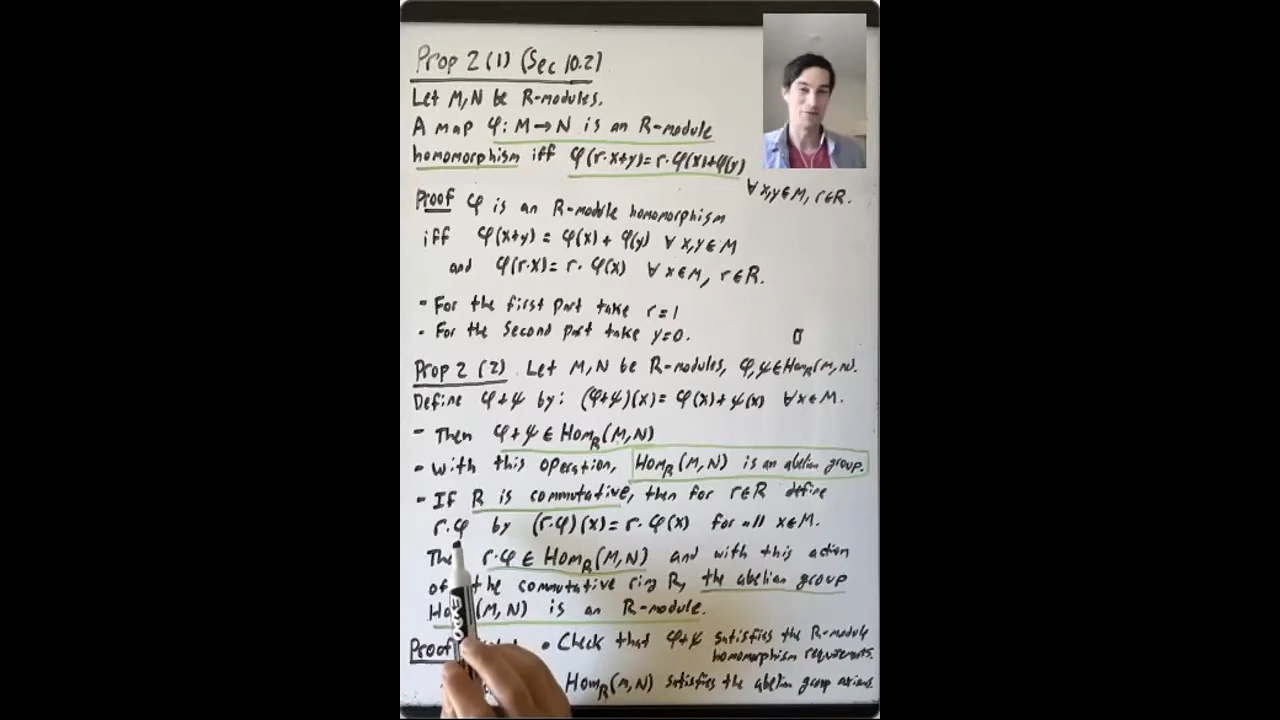 Prop 2 (1) (Sec 10.2)
Let M,N be R-modules.
A map φ: M→N is an R-module
homomorphism iff φ(r·x+y)=r·φ(x)+φ(y)
∀x,y∈M, r∈R.
Proof φ is an R-module homomorphism
iff φ(x+y) = φ(x) + φ(y) ∀ x,y∈M
and φ(r·x) = r· φ(x) ∀ x∈M, r∈R.
- For the first part take r=1
• For the second part take y=0.
Prop 2 (2) Let M,N be R-modules, φ,ψ∈Hom_R(M,N).
Define φ+ψ by: (φ+ψ)(x)= φ(x)+ψ(x) ∀x∈M.
- Then φ+ψ ∈ Hom_R(M,N)
• With this operation, Hom_R(M,N) is an abelian group.
- If R is commutative, then for r∈R define
r·φ by (r·φ)(x)= r·φ(x) for all x∈M.
r·φ ∈ Hom_R(M,N) and with this action
commutative ring R, the abelian group
(M,N) is an R-module.
Proof • Check that φ+ψ satisfies the R-module
homomorphism requirements.
Hom_R(M,N) satisfies the abelian group axioms.
EXPO